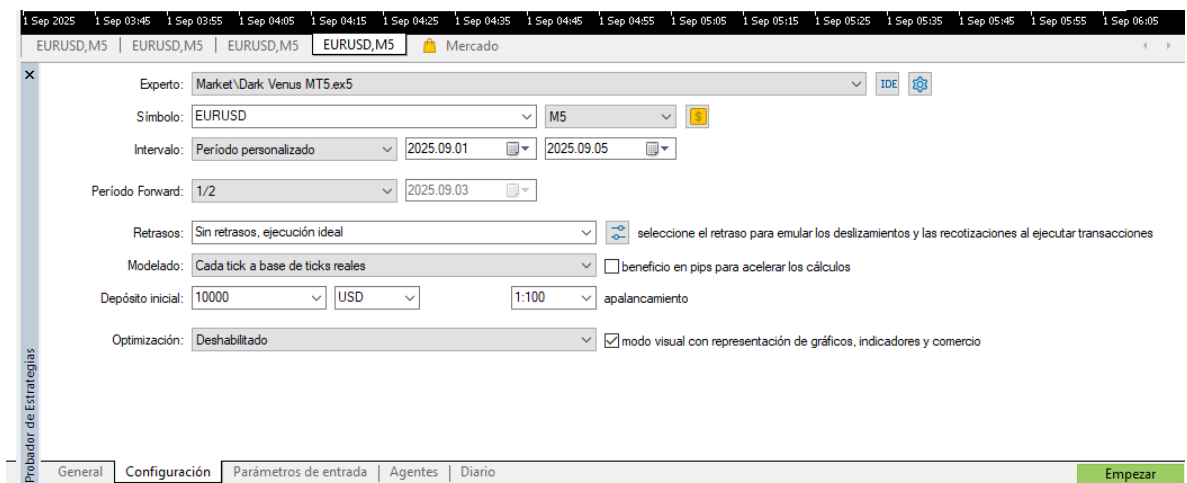 1 Sep 2025 1 Sep 03:45 1 Sep 03:55 1 Sep 04:05 1 Sep 04:15 1 Sep 04:25 1 Sep 04:35 1 Sep 04:45 1 Sep 04:55 1 Sep 05:05 1 Sep 05:15 1 Sep 05:25 1 Sep 05:35 1 Sep 05:45 1 Sep 05:55 1 Sep 06:05
EURUSD,M5 | EURUSD,M5 | EURUSD,M5 EURUSD,M5 Mercado
Experto: Market\Dark Venus MT5.ex5 IDE
Símbolo: EURUSD M5 $
Intervalo: Período personalizado 2025.09.01 2025.09.05
Período Forward: 1/2 2025.09.03
Retrasos: Sin retrasos, ejecución ideal seleccione el retraso para emular los deslizamientos y las recotizaciones al ejecutar transacciones
Modelado: Cada tick a base de ticks reales beneficio en pips para acelerar los cálculos
Depósito inicial: 10000 USD 1:100 apalancamiento
Optimización: Deshabilitado modo visual con representación de gráficos, indicadores y comercio
Probador de Estrategias
General Configuración Parámetros de entrada | Agentes | Diario Empezar